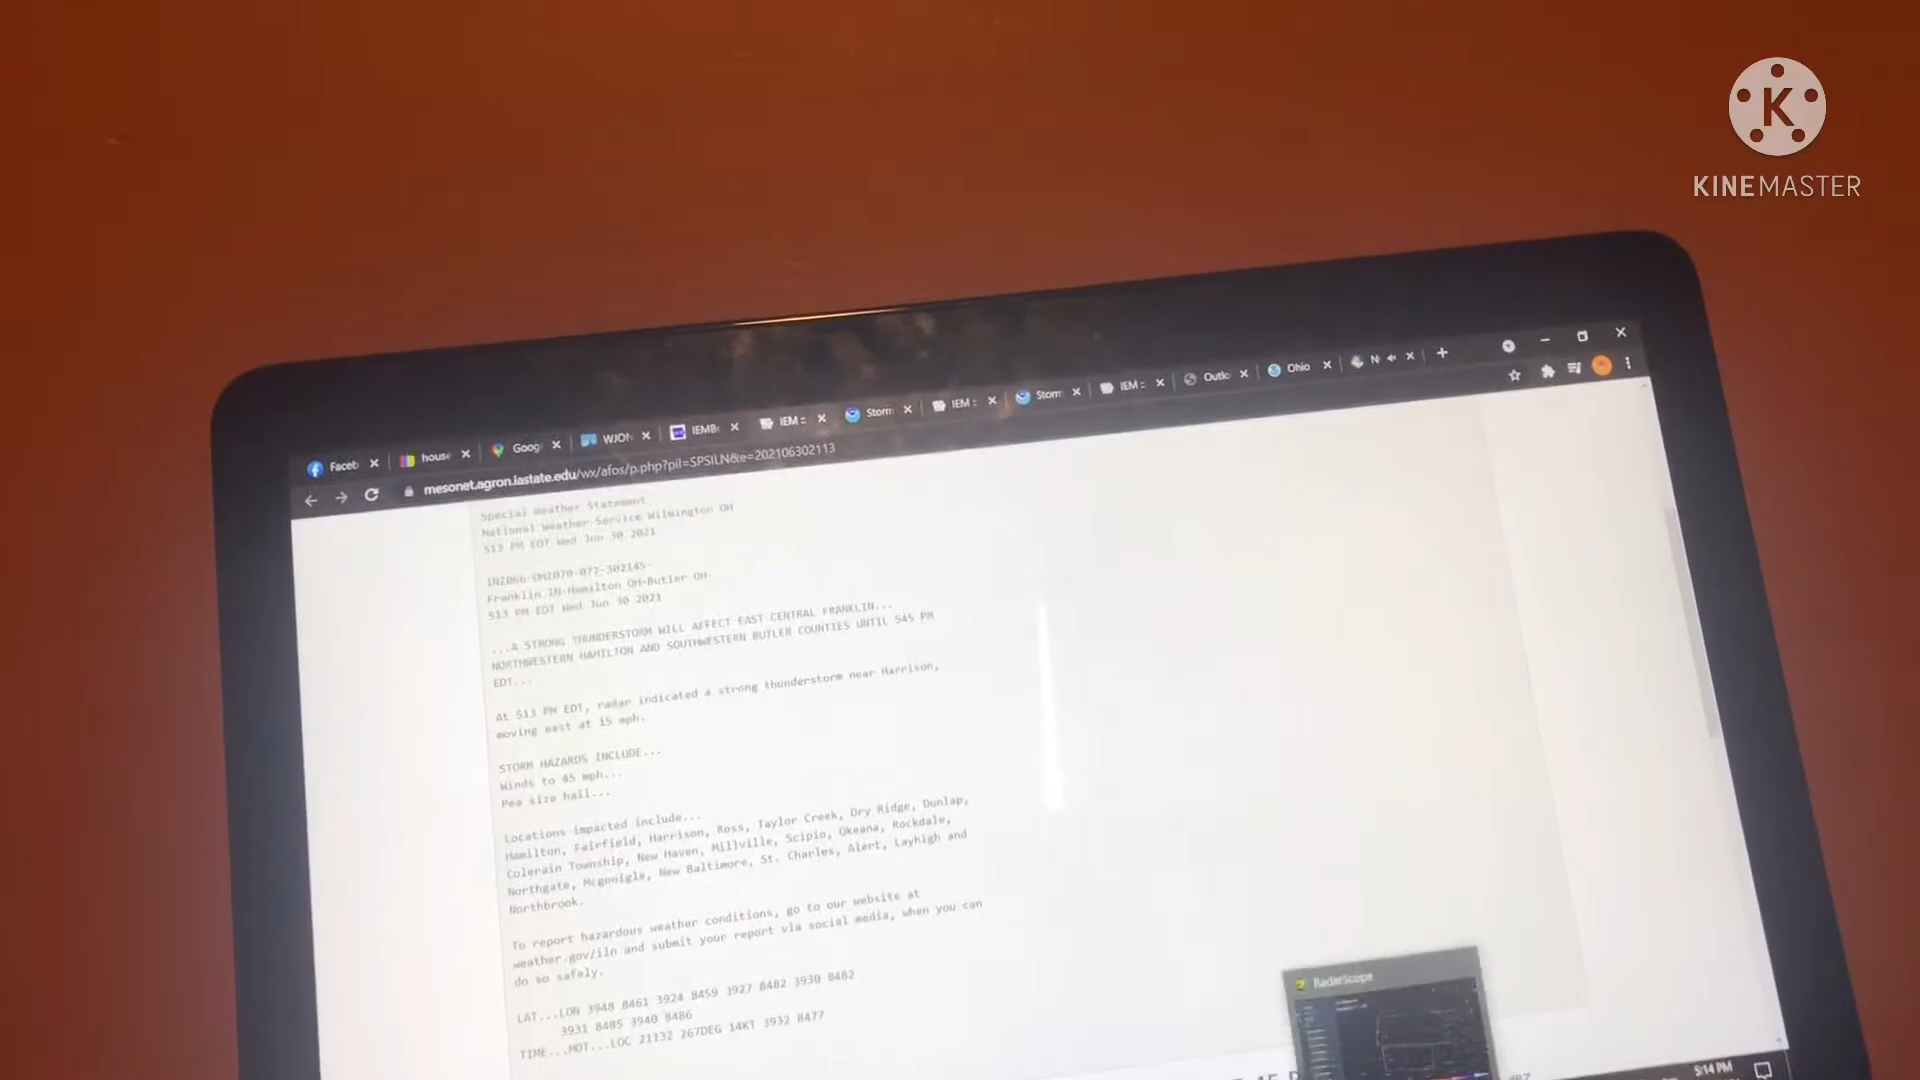 K
KINEMASTER
Faceb
house
Goog
WJON
IEMB
IEM ::
Storm
IEM ::
Storm
IEM ::
Outlo
Ohio
N
mesonet.agron.iastate.edu/wx/afos/p.php?pil=SPSILN&e=202106302113
Special Weather Statement
National Weather Service Wilmington OH
513 PM EDT Wed Jun 30 2021
INZ066-OHZ070-077-302145-
Franklin IN-Hamilton OH-Butler OH-
513 PM EDT Wed Jun 30 2021
...A STRONG THUNDERSTORM WILL AFFECT EAST CENTRAL FRANKLIN...
NORTHWESTERN HAMILTON AND SOUTHWESTERN BUTLER COUNTIES UNTIL 545 PM
EDT...
At 513 PM EDT, radar indicated a strong thunderstorm near Harrison,
moving east at 15 mph.
STORM HAZARDS INCLUDE...
Winds to 45 mph...
Pea size hail...
Locations impacted include...
Hamilton, Fairfield, Harrison, Ross, Taylor Creek, Dry Ridge, Dunlap,
Colerain Township, New Haven, Millville, Scipio, Okeana, Rockdale,
Northgate, Mcgonigle, New Baltimore, St. Charles, Alert, Layhigh and
Northbrook.
To report hazardous weather conditions, go to our website at
weather.gov/iln and submit your report via social media, when you can
do so safely.
LAT...LON 3948 8461 3924 8459 3927 8482 3930 8482
3931 8485 3940 8486
TIME...MOT...LOC 2113Z 267DEG 14KT 3932 8477
RadarScope
5:14 PM